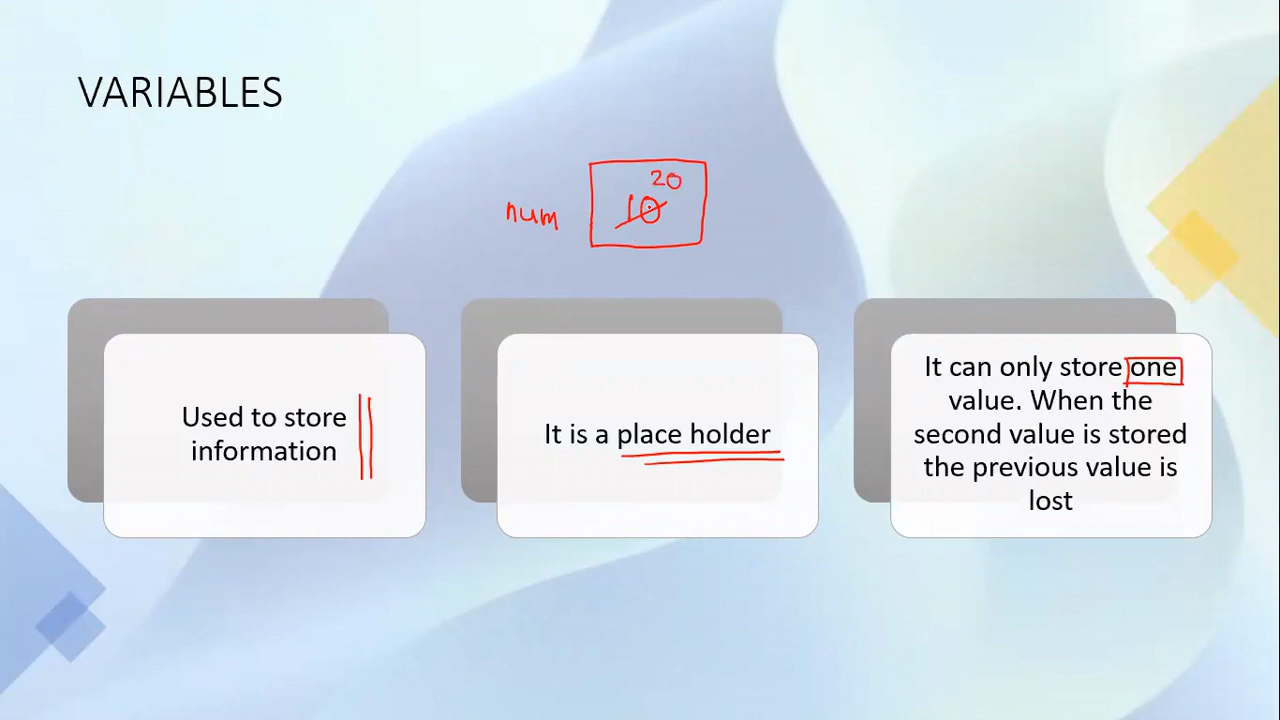 VARIABLES
20
num 10
Used to store
information
It is a place holder
It can only store one
value. When the
second value is stored
the previous value is
lost